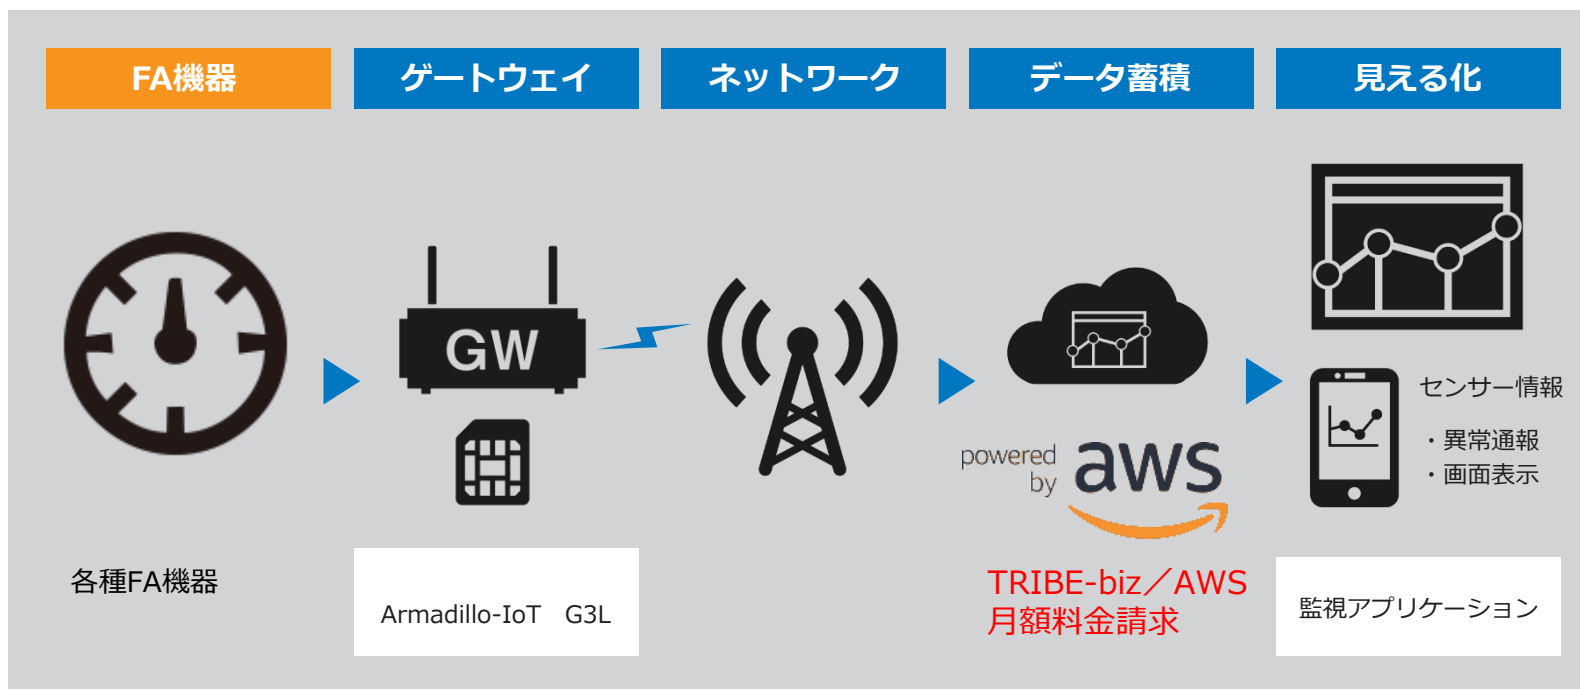 FA機器
ゲートウェイ
ネットワーク
データ蓄積
見える化
GW
powered
by
aws
センサー情報
・異常通報
・画面表示
各種FA機器
Armadillo-IoT　G3L
TRIBE-biz／AWS
月額料金請求
監視アプリケーション